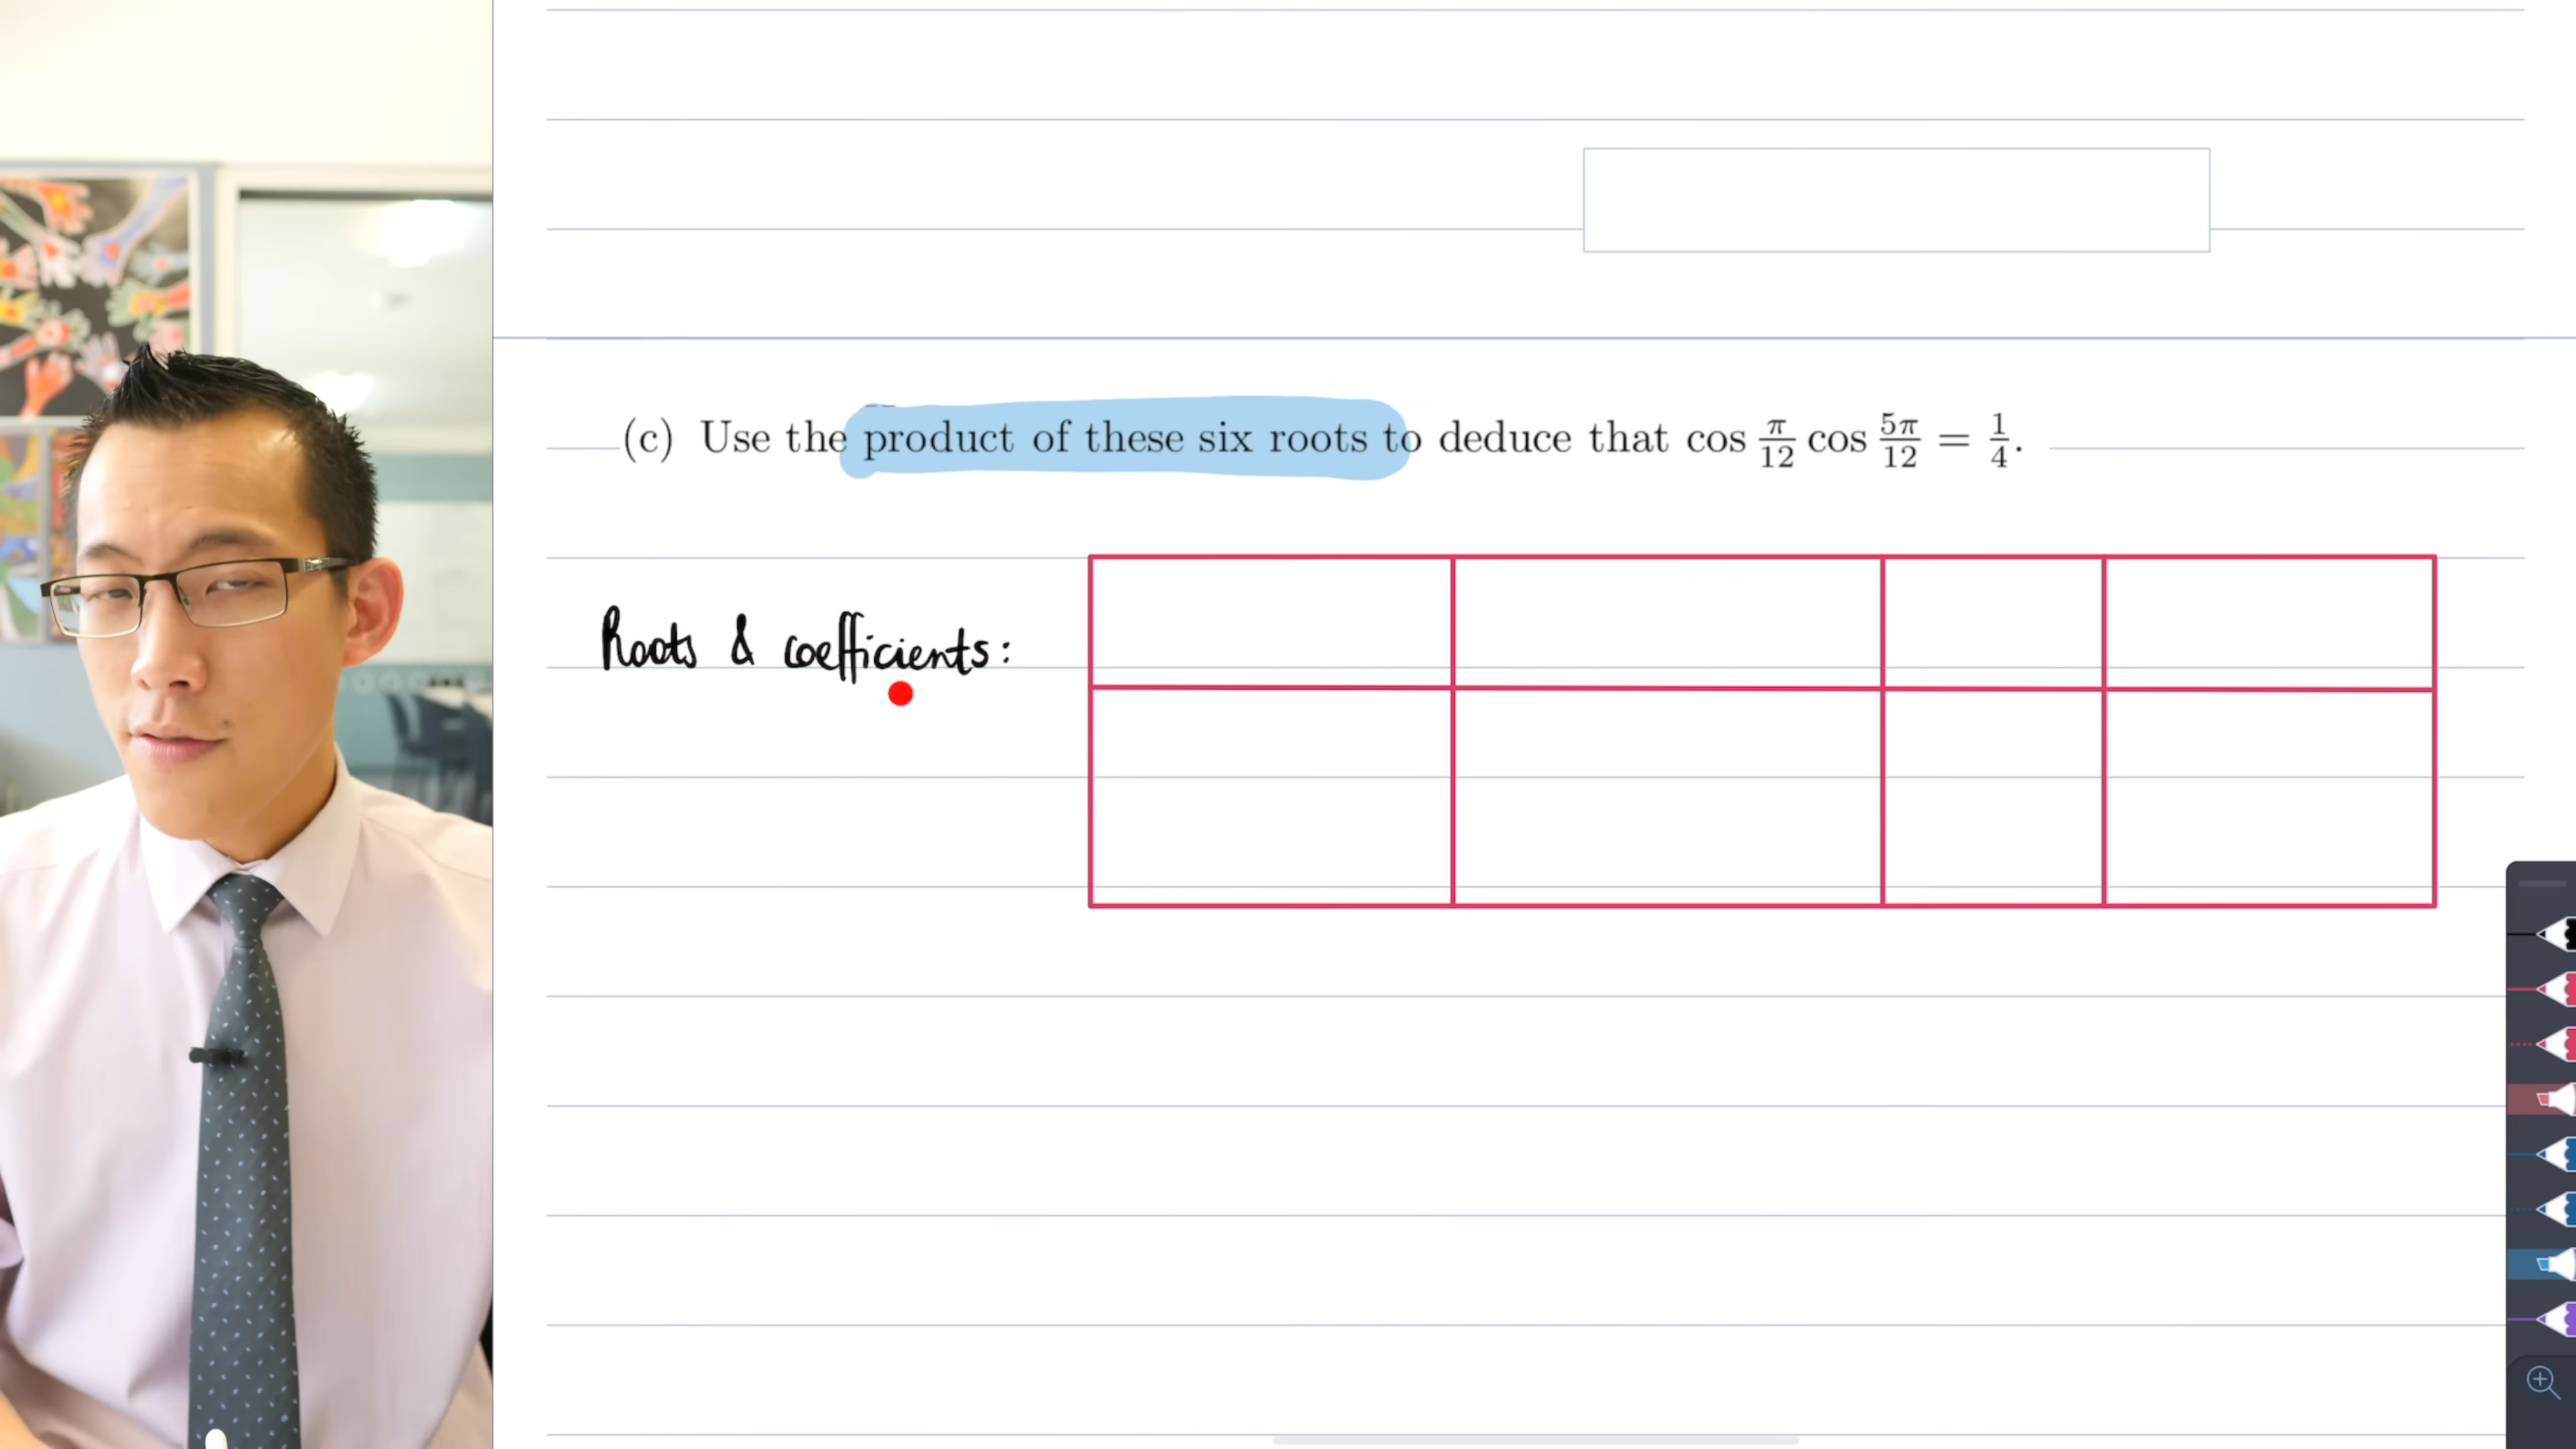 (c) Use the product of these six roots to deduce that cos π/12 cos 5π/12 = 1/4.
Roots & coefficients: